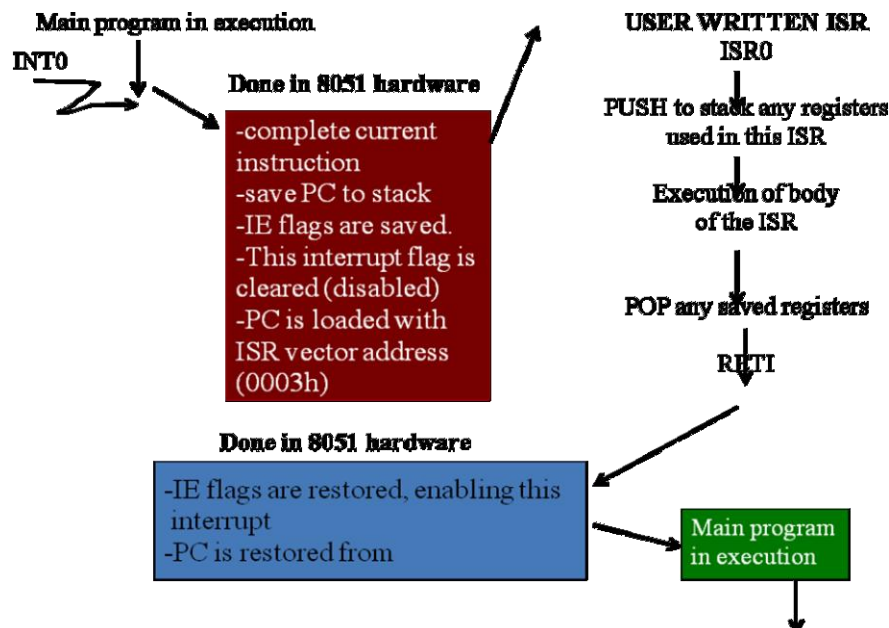 Main program in execution
INT0
Done in 8051 hardware
-complete current
instruction
-save PC to stack
-IE flags are saved.
-This interrupt flag is
cleared (disabled)
-PC is loaded with
ISR vector address
(0003h)
USER WRITTEN ISR
ISR0
PUSH to stack any registers
used in this ISR
Execution of body
of the ISR
POP any saved registers
RETI
Done in 8051 hardware
-IE flags are restored, enabling this
interrupt
-PC is restored from
Main program
in execution